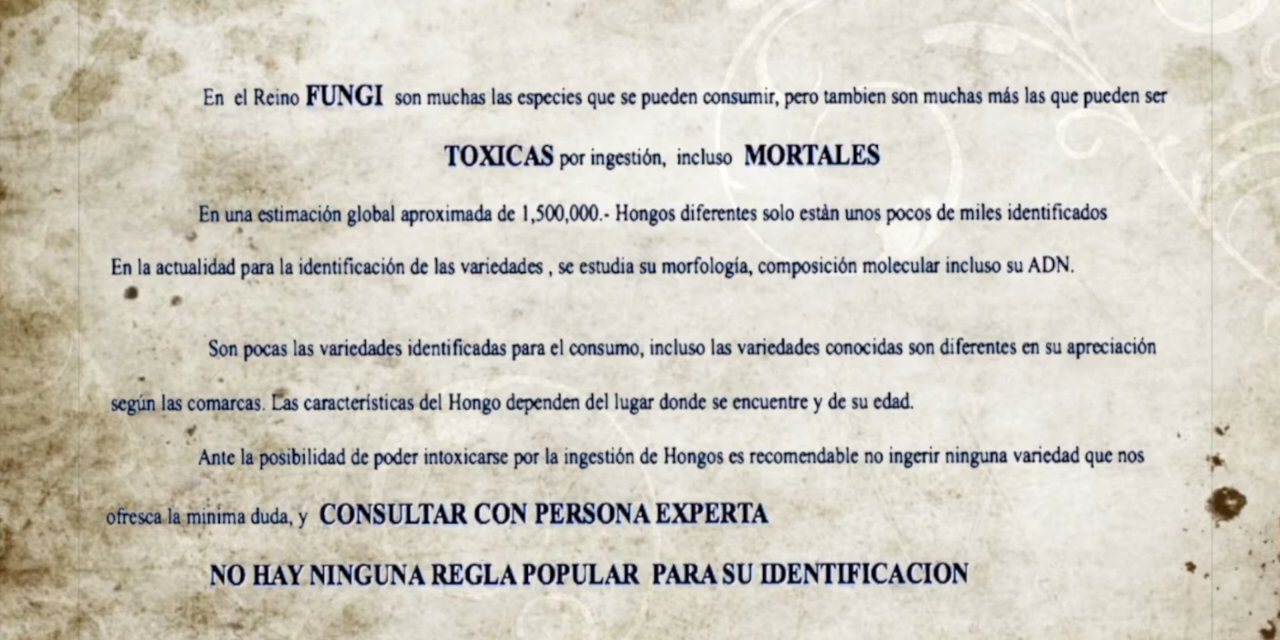 En el Reino FUNGI son muchas las especies que se pueden consumir, pero tambien son muchas más las que pueden ser
TOXICAS por ingestión, incluso MORTALES
En una estimación global aproximada de 1,500,000.- Hongos diferentes solo están unos pocos de miles identificados
En la actualidad para la identificación de las variedades , se estudia su morfología, composición molecular incluso su ADN.
Son pocas las variedades identificadas para el consumo, incluso las variedades conocidas son diferentes en su apreciación
según las comarcas. Las características del Hongo dependen del lugar donde se encuentre y de su edad.
Ante la posibilidad de poder intoxicarse por la ingestión de Hongos es recomendable no ingerir ninguna variedad que nos
ofresca la minima duda, y CONSULTAR CON PERSONA EXPERTA
NO HAY NINGUNA REGLA POPULAR PARA SU IDENTIFICACION